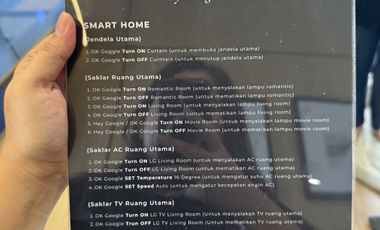 SMART HOME
(Jendela Utama)
1. OK Goggle Turn ON Curtain (untuk membuka jendela utama)
2. OK Google Turn OFF Curntain (untuk menutup jendela utama)
(Saklar Ruang Utama)
1. OK Google Turn ON Romantic Room (untuk menyalakan lampu romantic)
2. OK Google Turn OFF Romantic Room (untuk mematikan lampu romantic)
3. OK Google Turn ON Living Room (untuk menyalakan lampu living room)
4. OK Google Turn OFF Living Room (untuk mematikan lampu living room)
5. Hey Google / OK Google Turn ON Movie Room (untuk menyalakan lampu movie room)
6. Hey Google / OK Google Turn OFF Movie Room (untuk mematikan lampu movie room)
(Saklar AC Ruang Utama)
1. OK Google Turn ON LG Living Room (untuk menyalakan AC ruang utama)
2. OK Google Turn OFF LG Living Room (untuk mematikan AC ruang utama)
3. OK Google SET Temperature 16 Degree (untuk mengatur suhu AC ruang utama)
4. OK Google SET Speed Auto (untuk mengatur kecepatan angin AC)
(Saklar TV Ruang Utama)
1. OK Google Turn ON LG TV Living Room (untuk menyalakan TV ruang utama)
2. OK Google Trun OFF LG TV Living Room (untuk mematikan TV ruang utama)